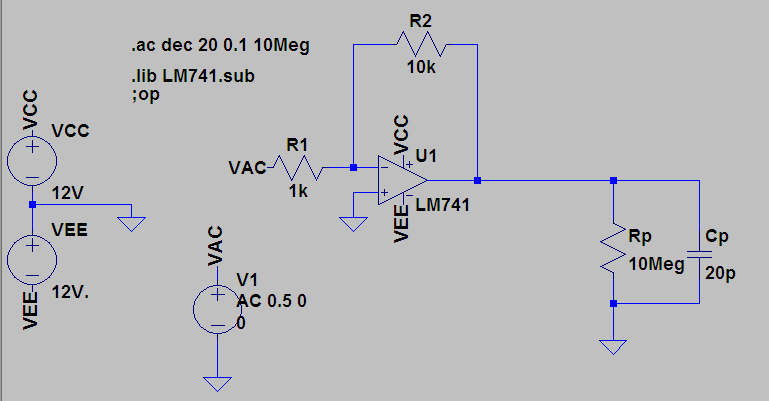 .ac dec 20 0.1 10Meg
.lib LM741.sub
;op
R2
10k
VCC
VCC
12V
VEE
12V.
VEE
VAC
R1
1k
VCC
U1
LM741
VEE
VAC
V1
AC 0.5 0
0
Rp
10Meg
Cp
20p